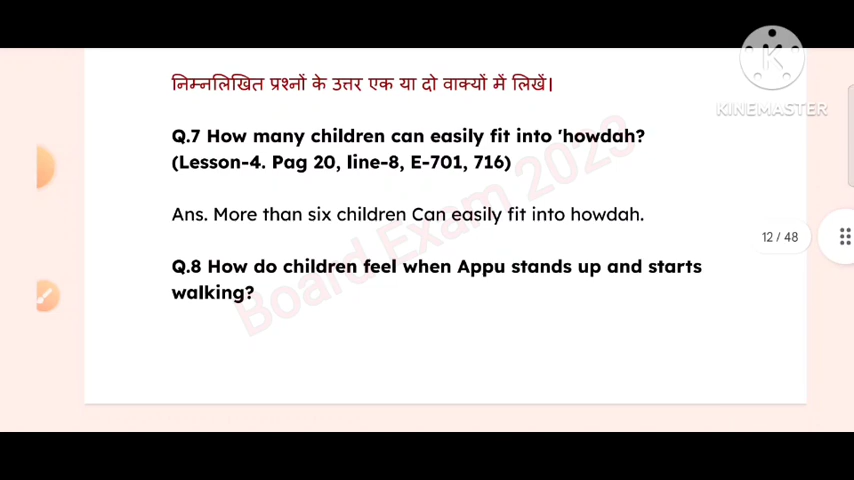 निम्नलिखित प्रश्नों के उत्तर एक या दो वाक्यों में लिखें।
KINEMASTER
Q.7 How many children can easily fit into 'howdah?
(Lesson-4. Pag 20, line-8, E-701, 716)
Ans. More than six children Can easily fit into howdah.
12 / 48
Q.8 How do children feel when Appu stands up and starts
walking?
Board Exam 2023